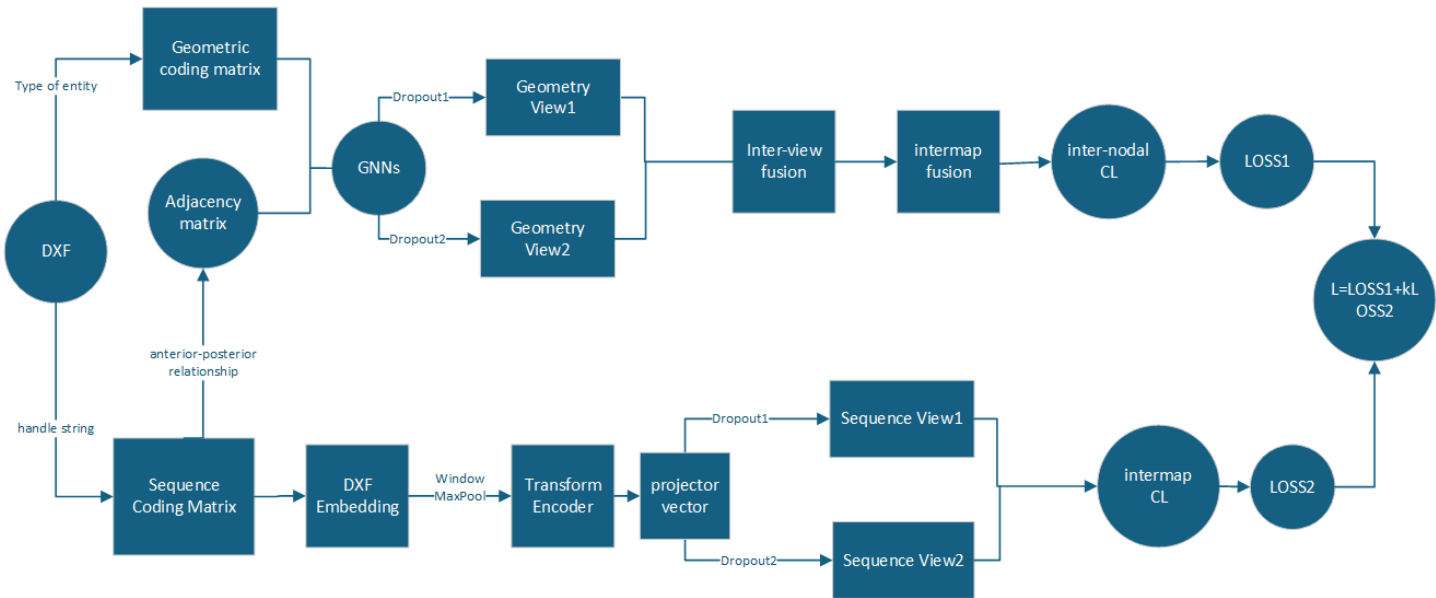 Geometric
coding matrix
Type of entity
Dropout1
Geometry
View1
GNNs
Inter-view
fusion
intermap
fusion
inter-nodal
CL
LOSS1
Adjacency
matrix
Dropout2
Geometry
View2
DXF
L=LOSS1+kL
OSS2
anterior-posterior
relationship
handle string
Sequence
Coding Matrix
DXF
Embedding
Window
MaxPool
Transform
Encoder
projector
vector
Dropout1
Sequence View1
Dropout2
Sequence View2
intermap
CL
LOSS2